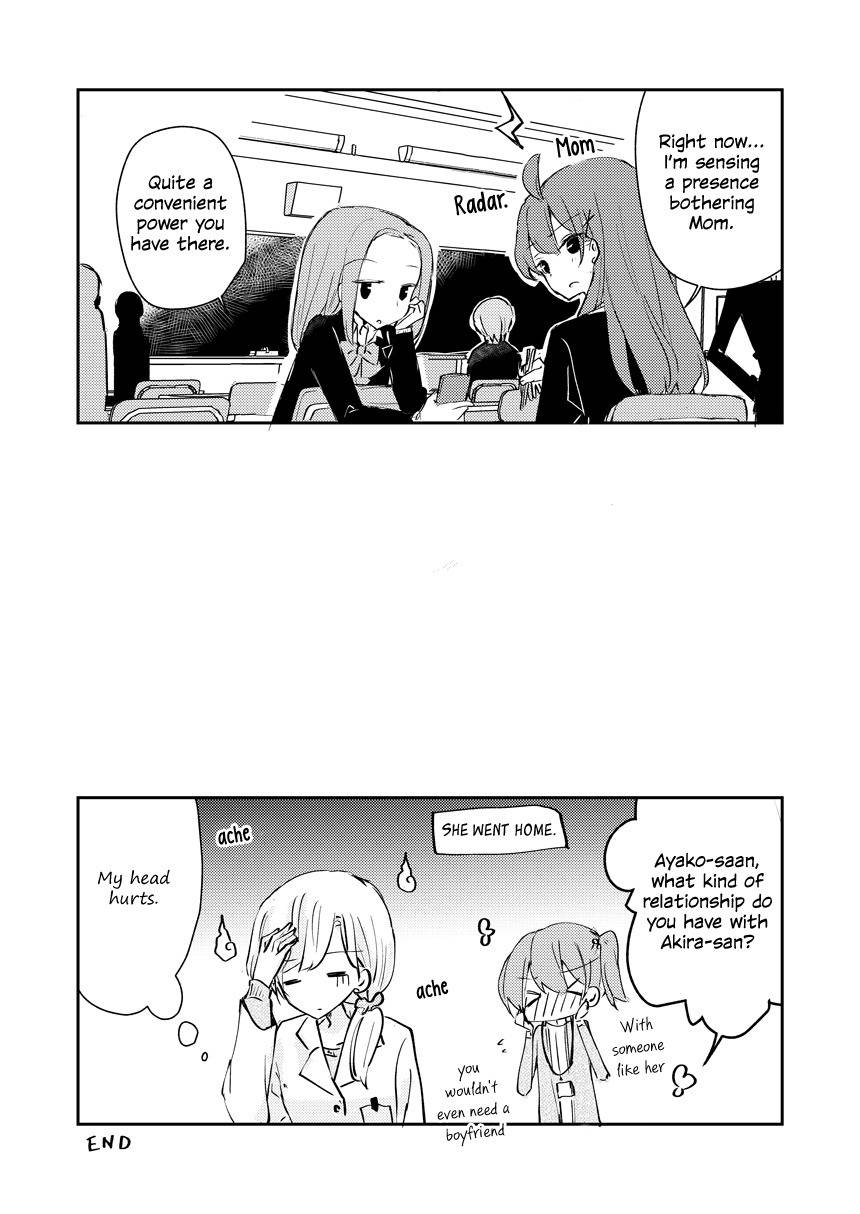 Right now...
I'm sensing
a presence
bothering
Mom.
Mom
Radar.
Quite a
convenient
power you
have there.
Ayako-saan,
what kind of
relationship do
you have with
Akira-san?
SHE WENT HOME.
With
someone
like her
you
wouldn't
even need a
boyfriend
ache
ache
My head
hurts.
END